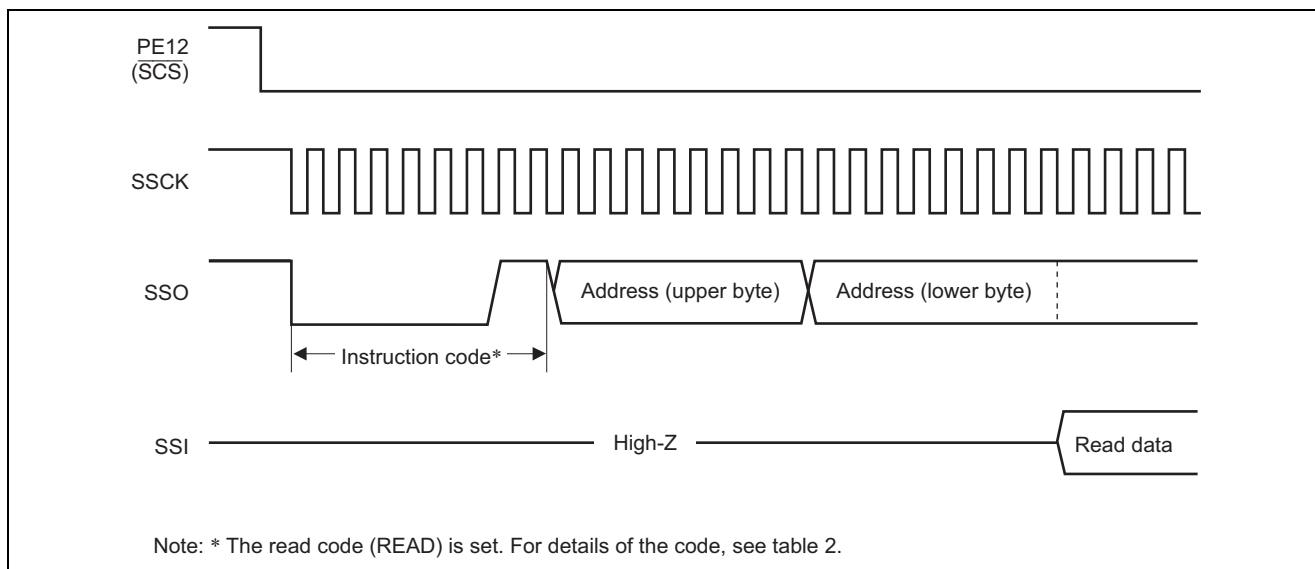 PE12
(SCS)
SSCK
SSO
Address (upper byte)
Address (lower byte)
Instruction code*
SSI
High-Z
Read data
Note: * The read code (READ) is set. For details of the code, see table 2.